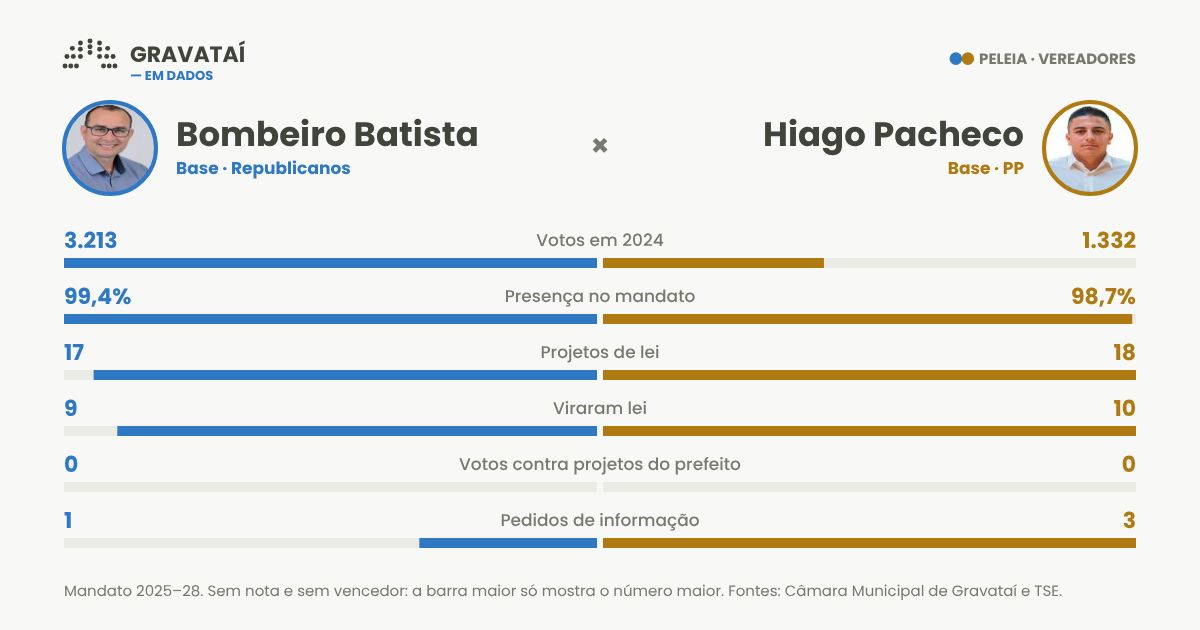 GRAVATAÍ
— EM DADOS
PELEIA · VEREADORES
Bombeiro Batista
Base · Republicanos
×
Hiago Pacheco
Base · PP
3.213 Votos em 2024 1.332
99,4% Presença no mandato 98,7%
17 Projetos de lei 18
9 Viraram lei 10
0 Votos contra projetos do prefeito 0
1 Pedidos de informação 3
Mandato 2025–28. Sem nota e sem vencedor: a barra maior só mostra o número maior. Fontes: Câmara Municipal de Gravataí e TSE.